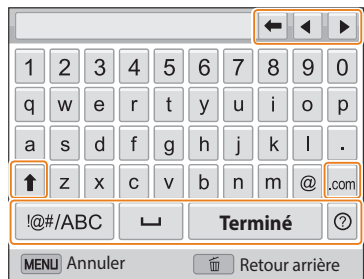 1 2 3 4 5 6 7 8 9 0
q w e r t y u i o p
a s d f g h j k l .
z x c v b n m @ .com
!@#/ABC Terminé ?
MENU Annuler Retour arrière